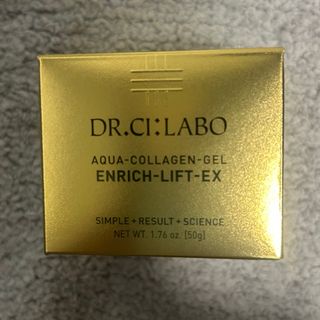 DR.CI:LABO
AQUA-COLLAGEN-GEL
ENRICH-LIFT-EX
SIMPLE+RESULT+SCIENCE
NET WT. 1.76 oz. [50g]